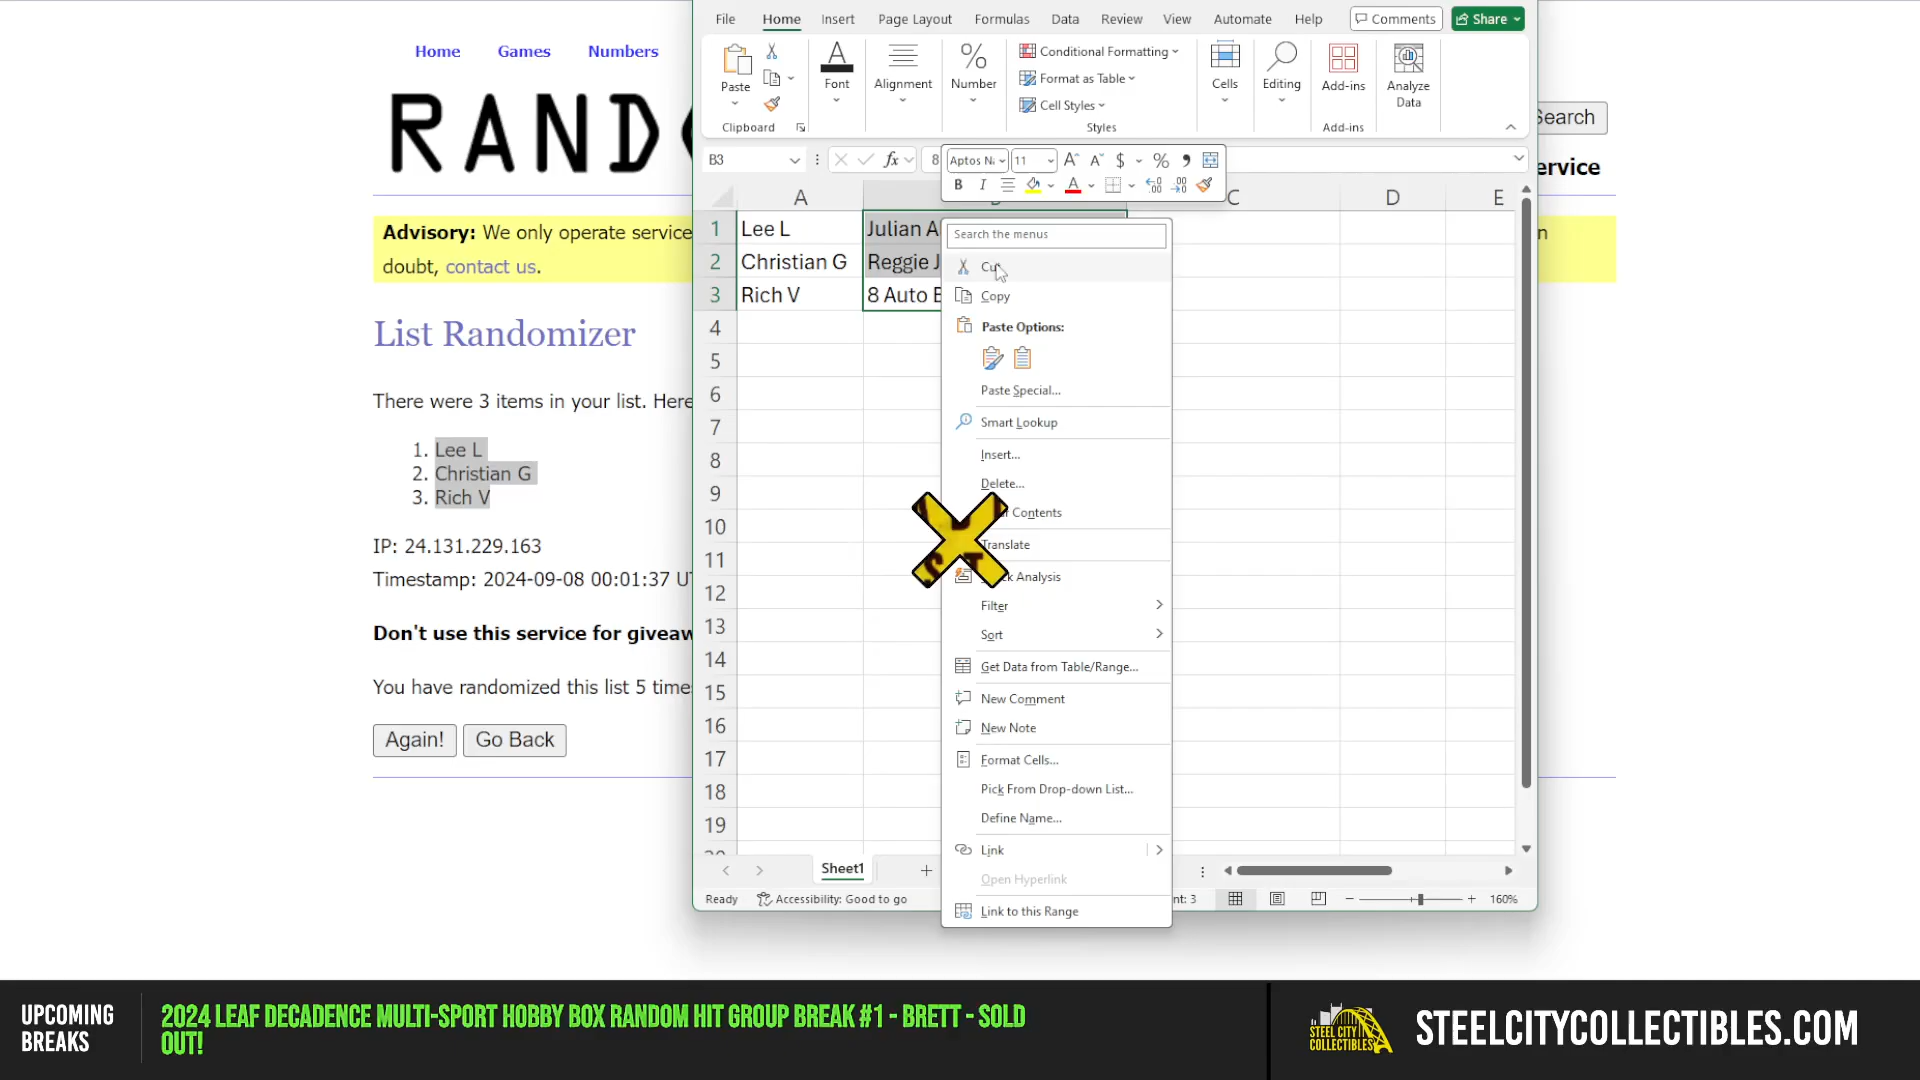 Home Games Numbers
RAND
Search
ervice
Advisory: We only operate service
n
doubt, contact us.
List Randomizer
There were 3 items in your list. Here
1. Lee L
2. Christian G
3. Rich V
IP: 24.131.229.163
Timestamp: 2024-09-08 00:01:37 UT
Don't use this service for giveaw
You have randomized this list 5 times
Again! Go Back
File Home Insert Page Layout Formulas Data Review View Automate Help Comments Share
Paste
Clipboard
Font
Alignment
Number
Conditional Formatting
Format as Table
Cell Styles
Styles
Cells
Editing
Add-ins
Add-ins
Analyze
Data
B3
fx
8
Aptos Na 11 A A $ % ,
B I A
A C D E
1 Lee L Julian A
2 Christian G Reggie J
3 Rich V 8 Auto B
4
5
6
7
8
9
10
11
12
13
14
15
16
17
18
19
Search the menus
Cut
Copy
Paste Options:
Paste Special...
Smart Lookup
Insert...
Delete...
Contents
Translate
Analysis
Filter
Sort
Get Data from Table/Range...
New Comment
New Note
Format Cells...
Pick From Drop-down List...
Define Name...
Link
Open Hyperlink
Link to this Range
Sheet1
Ready Accessibility: Good to go nt: 3 160%
UPCOMING
BREAKS
2024 LEAF DECADENCE MULTI-SPORT HOBBY BOX RANDOM HIT GROUP BREAK #1 - BRETT - SOLD
OUT!
STEEL CITY
COLLECTIBLES
STEELCITYCOLLECTIBLES.COM